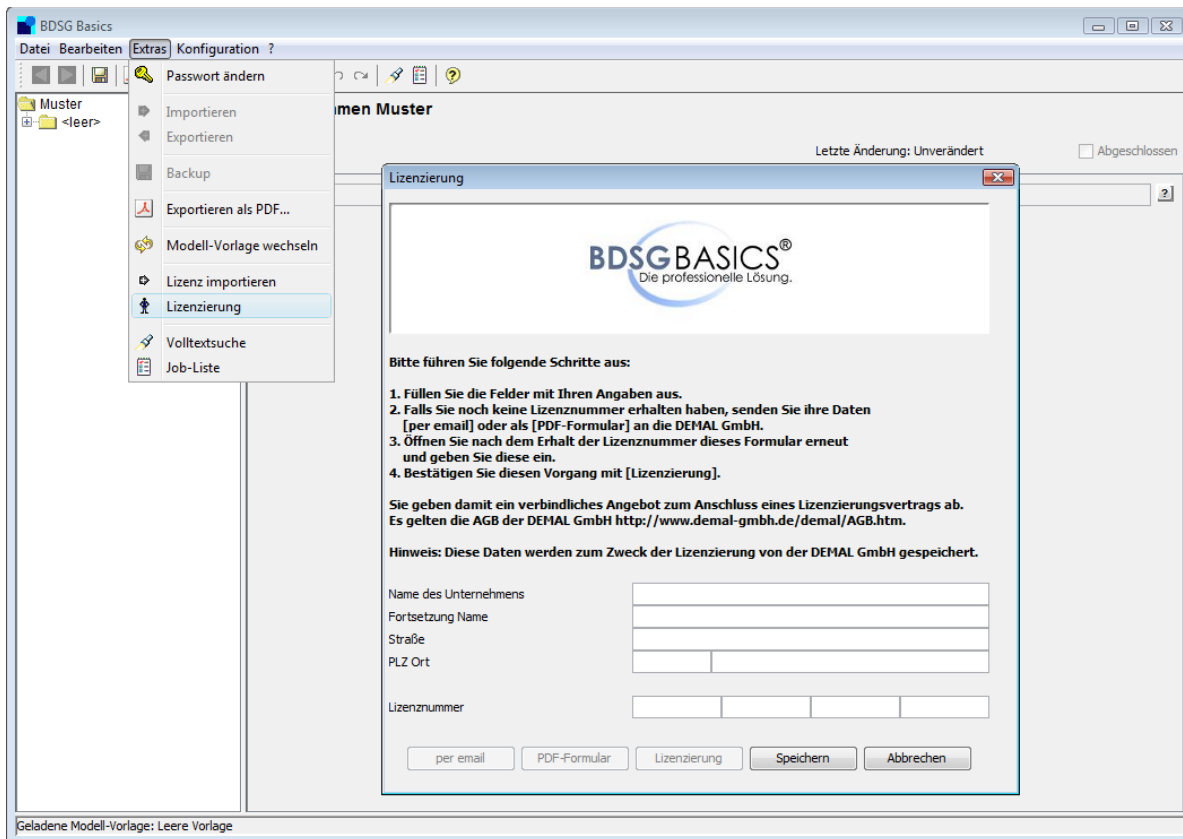 BDSG Basics
Datei Bearbeiten Extras Konfiguration ?
Passwort ändern
Importieren
Exportieren
Backup
Exportieren als PDF...
Modell-Vorlage wechseln
Lizenz importieren
Lizenzierung
Volltextsuche
Job-Liste
Muster
<leer>
men Muster
Letzte Änderung: Unverändert
Abgeschlossen
?
Lizenzierung
BDSGBASICS®
Die professionelle Lösung.
Bitte führen Sie folgende Schritte aus:
1. Füllen Sie die Felder mit Ihren Angaben aus.
2. Falls Sie noch keine Lizenznummer erhalten haben, senden Sie ihre Daten
[per email] oder als [PDF-Formular] an die DEMAL GmbH.
3. Öffnen Sie nach dem Erhalt der Lizenznummer dieses Formular erneut
und geben Sie diese ein.
4. Bestätigen Sie diesen Vorgang mit [Lizenzierung].
Sie geben damit ein verbindliches Angebot zum Anschluss eines Lizenzierungsvertrags ab.
Es gelten die AGB der DEMAL GmbH http://www.demal-gmbh.de/demal/AGB.htm.
Hinweis: Diese Daten werden zum Zweck der Lizenzierung von der DEMAL GmbH gespeichert.
Name des Unternehmens
Fortsetzung Name
Straße
PLZ Ort
Lizenznummer
per email PDF-Formular Lizenzierung Speichern Abbrechen
Geladene Modell-Vorlage: Leere Vorlage